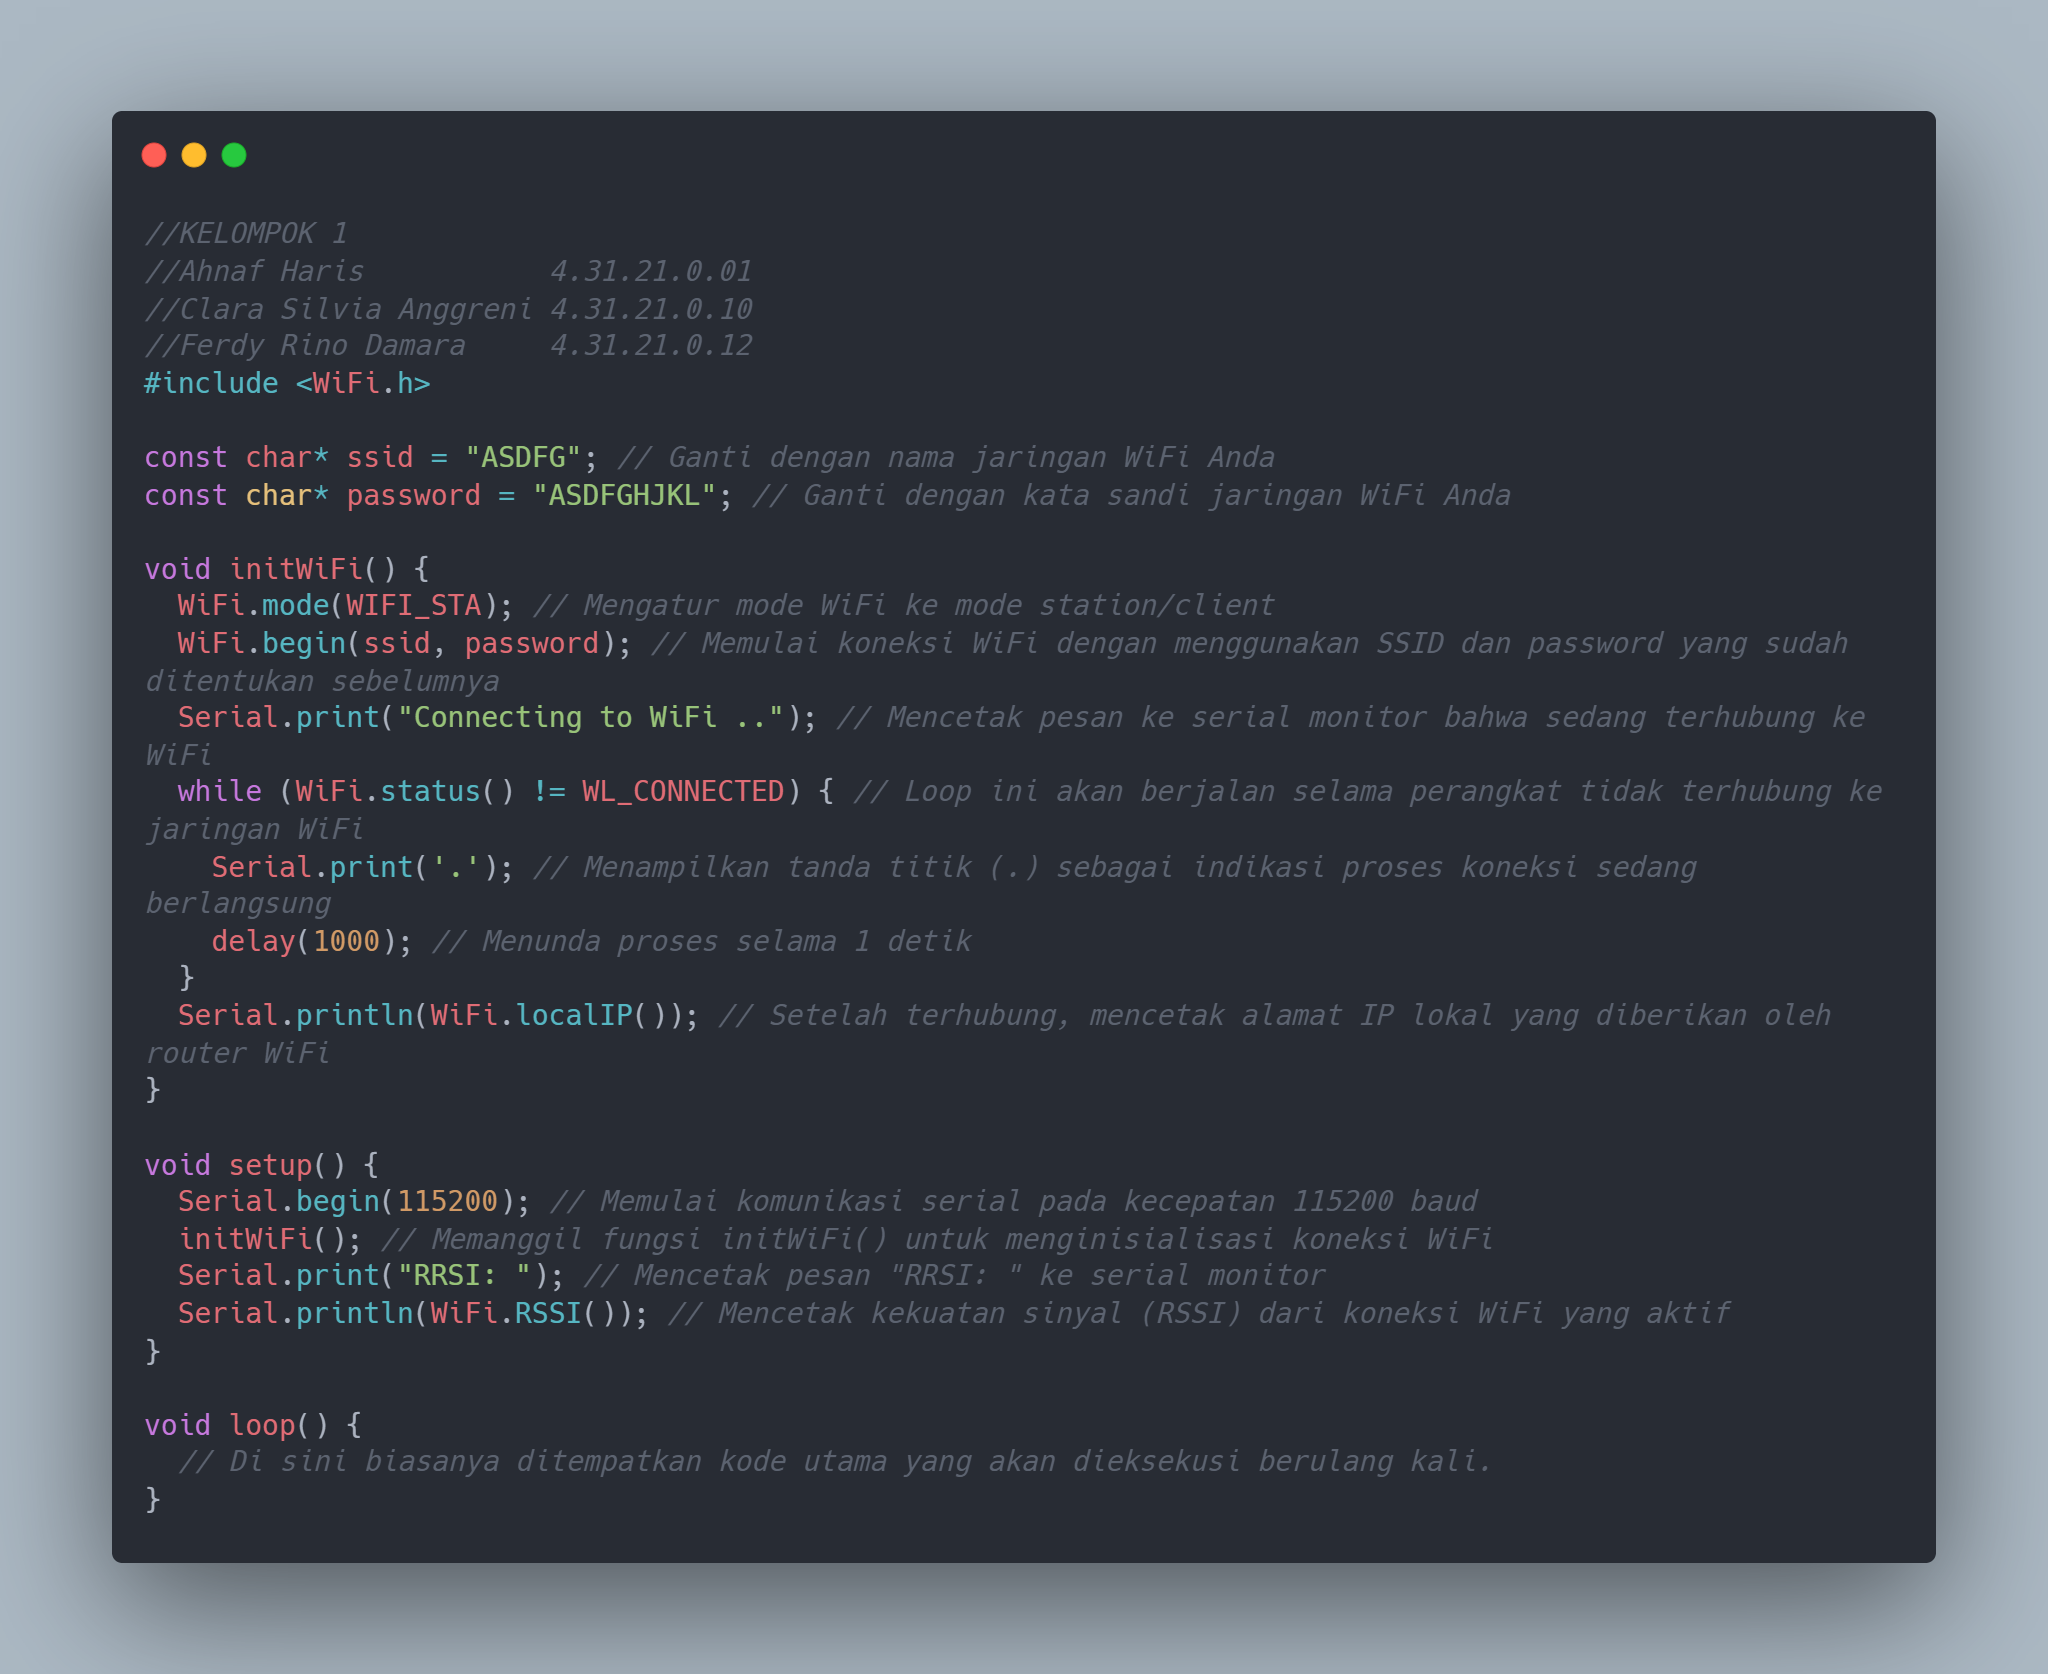 //KELOMPOK 1
//Ahnaf Haris           4.31.21.0.01
//Clara Silvia Anggreni 4.31.21.0.10
//Ferdy Rino Damara     4.31.21.0.12
#include <WiFi.h>

const char* ssid = "ASDFG"; // Ganti dengan nama jaringan WiFi Anda
const char* password = "ASDFGHJKL"; // Ganti dengan kata sandi jaringan WiFi Anda

void initWiFi() {
  WiFi.mode(WIFI_STA); // Mengatur mode WiFi ke mode station/client
  WiFi.begin(ssid, password); // Memulai koneksi WiFi dengan menggunakan SSID dan password yang sudah
ditentukan sebelumnya
  Serial.print("Connecting to WiFi .."); // Mencetak pesan ke serial monitor bahwa sedang terhubung ke
WiFi
  while (WiFi.status() != WL_CONNECTED) { // Loop ini akan berjalan selama perangkat tidak terhubung ke
jaringan WiFi
    Serial.print('.'); // Menampilkan tanda titik (.) sebagai indikasi proses koneksi sedang
berlangsung
    delay(1000); // Menunda proses selama 1 detik
  }
  Serial.println(WiFi.localIP()); // Setelah terhubung, mencetak alamat IP lokal yang diberikan oleh
router WiFi
}

void setup() {
  Serial.begin(115200); // Memulai komunikasi serial pada kecepatan 115200 baud
  initWiFi(); // Memanggil fungsi initWiFi() untuk menginisialisasi koneksi WiFi
  Serial.print("RRSI: "); // Mencetak pesan "RRSI: " ke serial monitor
  Serial.println(WiFi.RSSI()); // Mencetak kekuatan sinyal (RSSI) dari koneksi WiFi yang aktif
}

void loop() {
  // Di sini biasanya ditempatkan kode utama yang akan dieksekusi berulang kali.
}